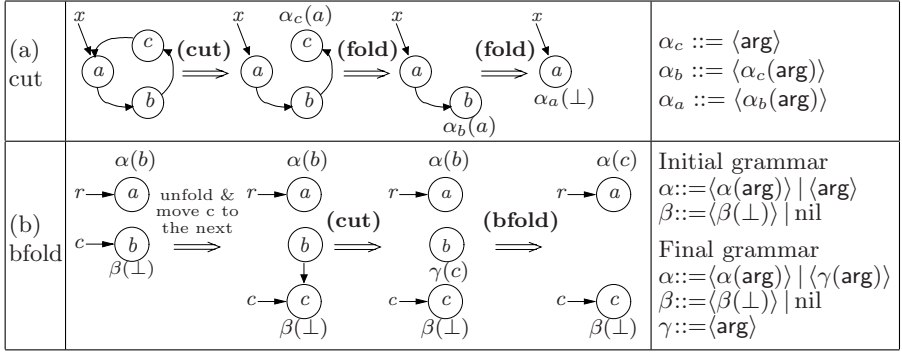 (a)
cut
x
a
c
b
(cut)
x
α_c(a)
a
c
b
(fold)
x
a
b
α_b(a)
(fold)
x
a
α_a(⊥)
α_c ::= ⟨arg⟩
α_b ::= ⟨α_c(arg)⟩
α_a ::= ⟨α_b(arg)⟩
(b)
bfold
α(b)
r
a
c
b
β(⊥)
unfold &
move c to
the next
α(b)
r
a
b
c
c
β(⊥)
(cut)
α(b)
r
a
b
γ(c)
c
c
β(⊥)
(bfold)
α(c)
r
a
c
c
β(⊥)
Initial grammar
α::=⟨α(arg)⟩ | ⟨arg⟩
β::=⟨β(⊥)⟩ | nil
Final grammar
α::=⟨α(arg)⟩ | ⟨γ(arg)⟩
β::=⟨β(⊥)⟩ | nil
γ::=⟨arg⟩